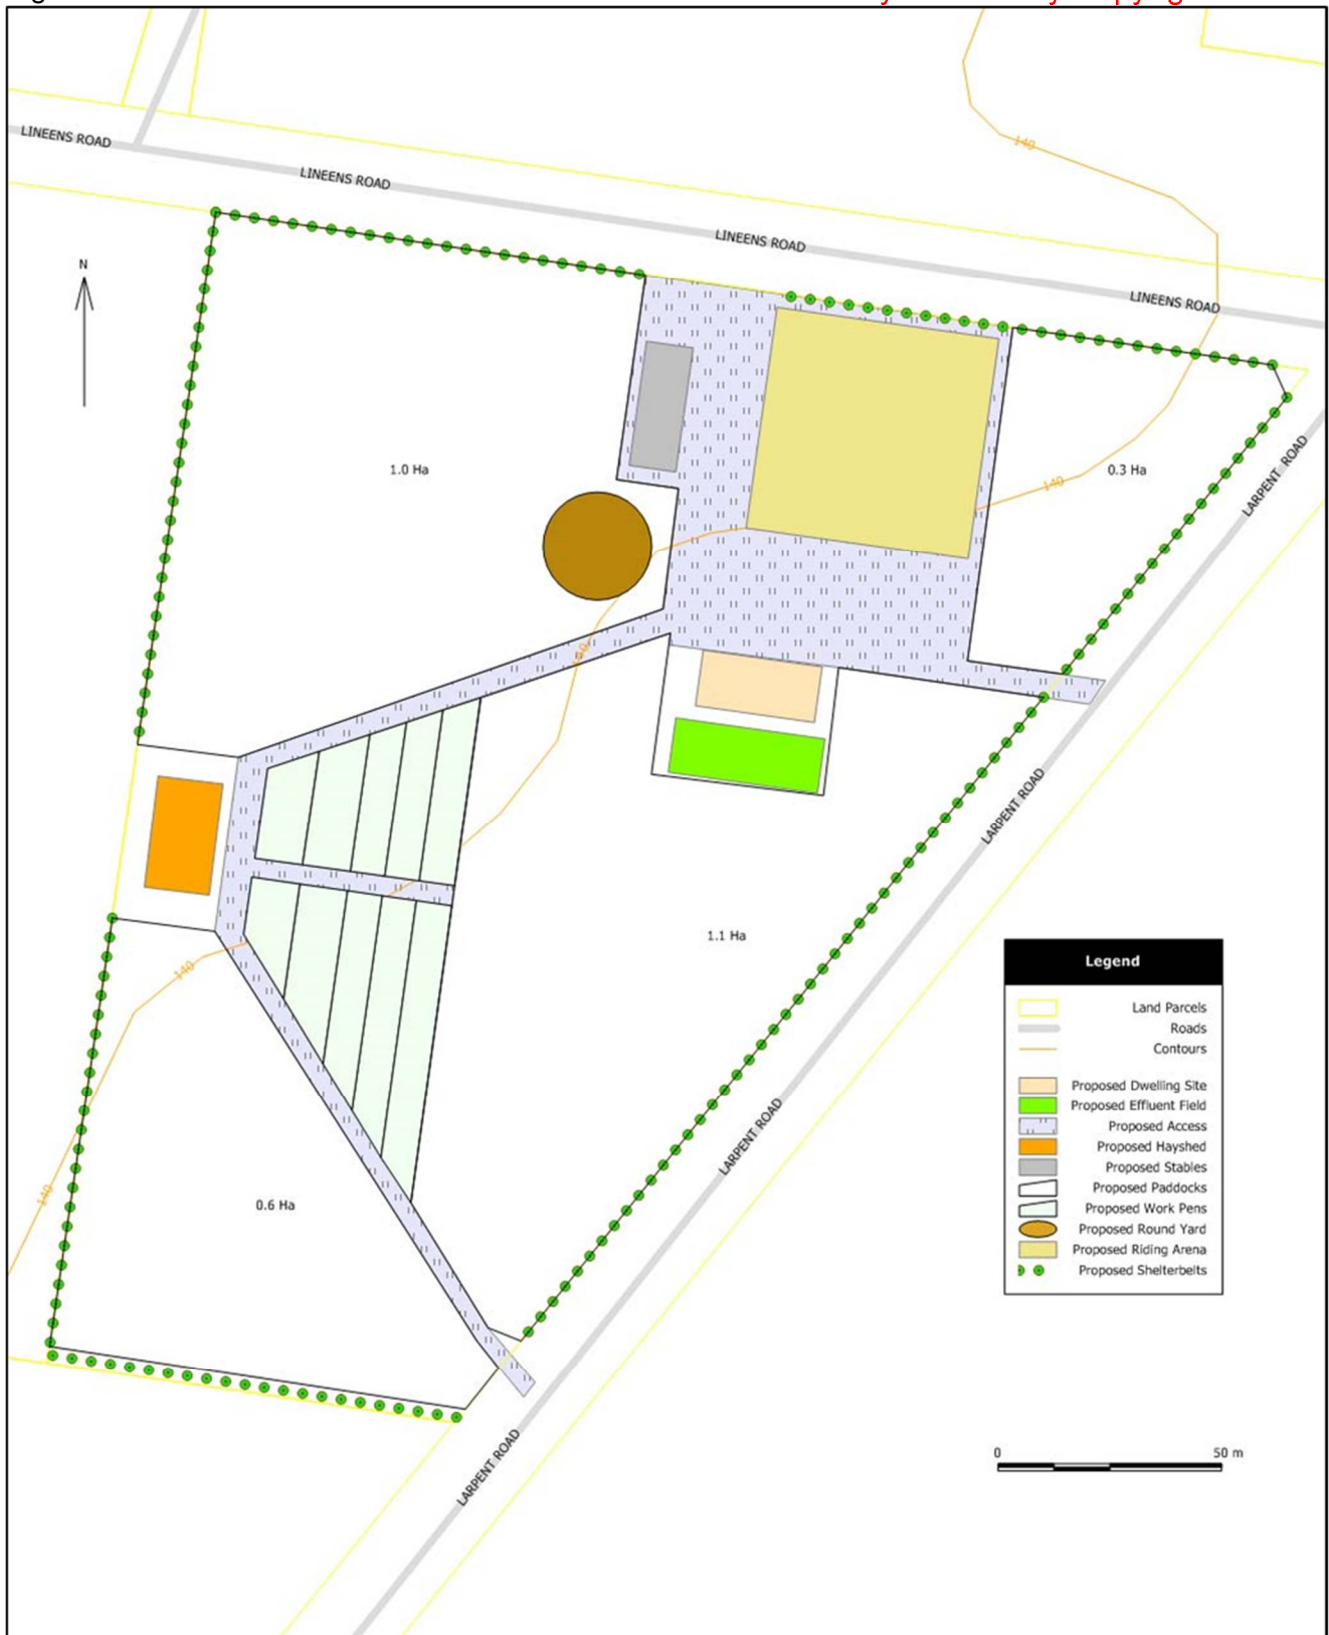 LINEENS ROAD
LINEENS ROAD
LINEENS ROAD
LINEENS ROAD
140
N
1.0 Ha
0.3 Ha
140
LARPENT ROAD
140
LARPENT ROAD
1.1 Ha
140
LARPENT ROAD
140
0.6 Ha
LARPENT ROAD
Legend
Land Parcels
Roads
Contours
Proposed Dwelling Site
Proposed Effluent Field
Proposed Access
Proposed Hayshed
Proposed Stables
Proposed Paddocks
Proposed Work Pens
Proposed Round Yard
Proposed Riding Arena
Proposed Shelterbelts
0 50 m